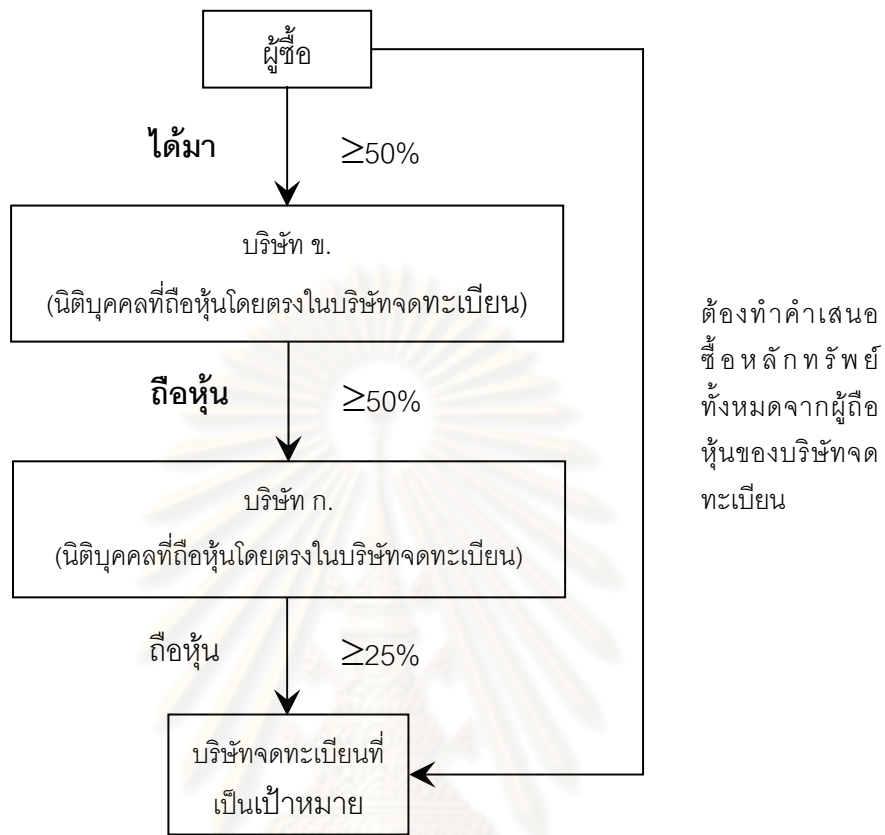 ผู้ซื้อ
ได้มา ≥50%
บริษัท ข.
(นิติบุคคลที่ถือหุ้นโดยตรงในบริษัทจดทะเบียน)
ถือหุ้น ≥50%
บริษัท ก.
(นิติบุคคลที่ถือหุ้นโดยตรงในบริษัทจดทะเบียน)
ถือหุ้น ≥25%
บริษัทจดทะเบียนที่
เป็นเป้าหมาย
ต้องทำคำเสนอ
ซื้อหลักทรัพย์
ทั้งหมดจากผู้ถือ
หุ้นของบริษัทจด
ทะเบียน